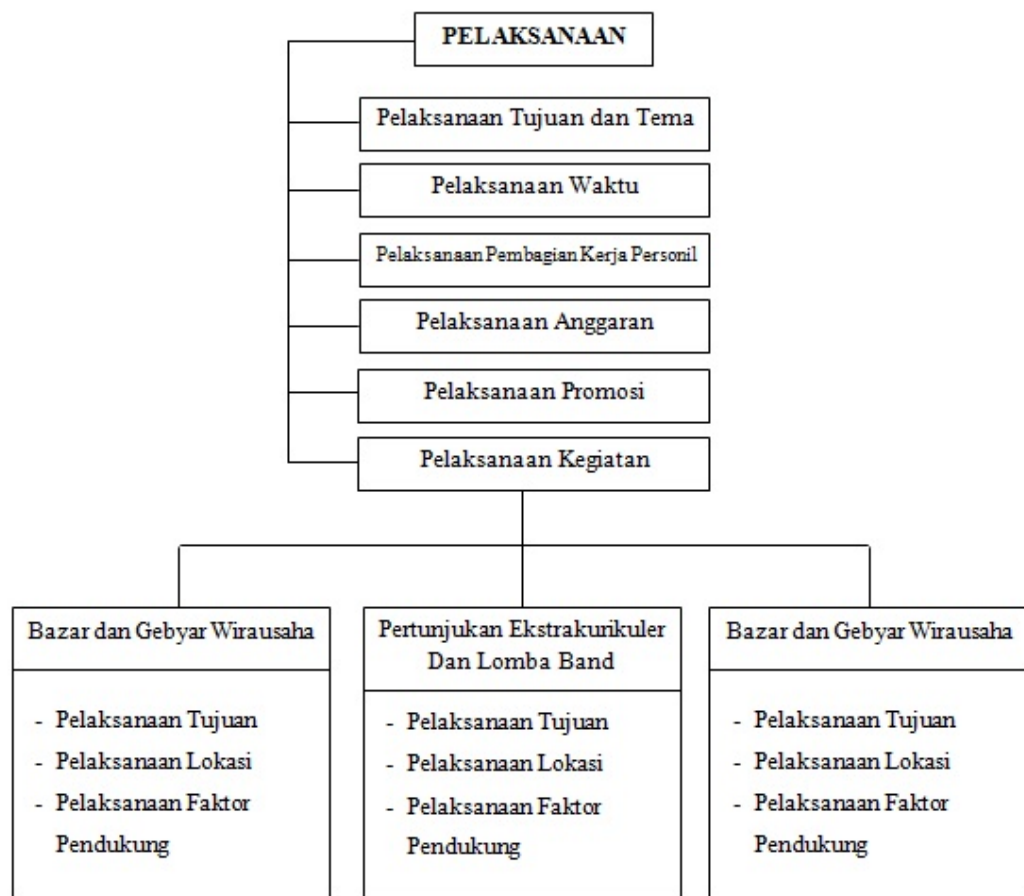 PELAKSANAAN
Pelaksanaan Tujuan dan Tema
Pelaksanaan Waktu
Pelaksanaan Pembagian Kerja Personil
Pelaksanaan Anggaran
Pelaksanaan Promosi
Pelaksanaan Kegiatan
Bazar dan Gebyar Wirausaha
- Pelaksanaan Tujuan
- Pelaksanaan Lokasi
- Pelaksanaan Faktor
Pendukung
Pertunjukan Ekstrakurikuler
Dan Lomba Band
- Pelaksanaan Tujuan
- Pelaksanaan Lokasi
- Pelaksanaan Faktor
Pendukung
Bazar dan Gebyar Wirausaha
- Pelaksanaan Tujuan
- Pelaksanaan Lokasi
- Pelaksanaan Faktor
Pendukung